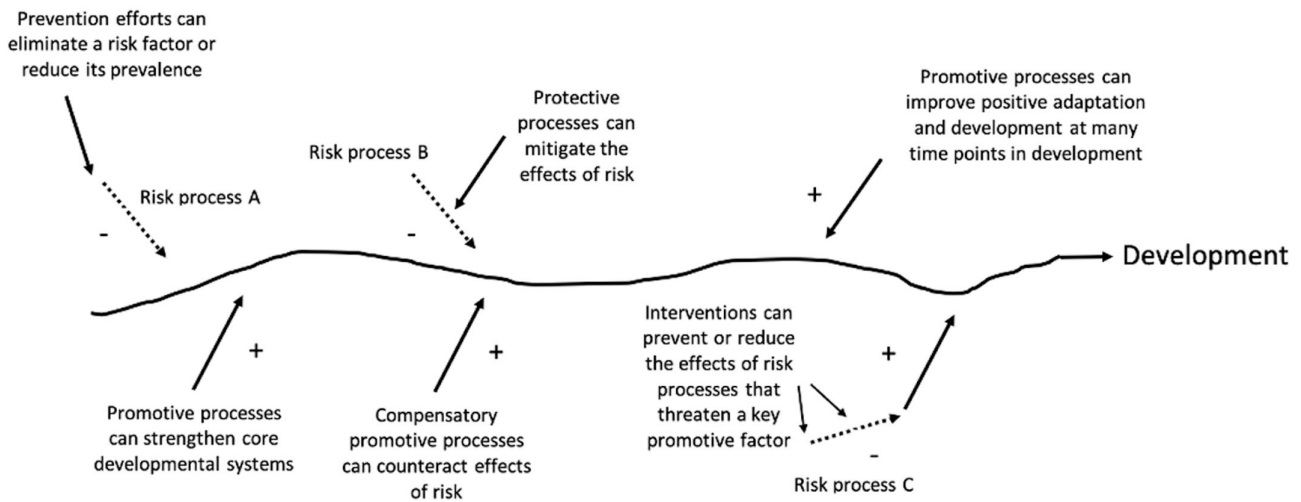 Prevention efforts can
eliminate a risk factor or
reduce its prevalence
Risk process A
-
Risk process B
-
Protective
processes can
mitigate the
effects of risk
Promotive processes can
improve positive adaptation
and development at many
time points in development
+
Development
+
Promotive processes
can strengthen core
developmental systems
+
Compensatory
promotive processes
can counteract effects
of risk
Interventions can
prevent or reduce
the effects of risk
processes that
threaten a key
promotive factor
+
-
Risk process C